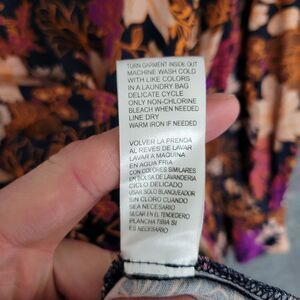 TURN GARMENT INSIDE OUT
MACHINE WASH COLD
WITH LIKE COLORS
IN A LAUNDRY BAG
DELICATE CYCLE
ONLY NON-CHLORINE
BLEACH WHEN NEEDED
LINE DRY
WARM IRON IF NEEDED
VOLVER LA PRENDA
AL REVES DE LAVAR
LAVAR A MAQUINA
EN AGUA FRIA
CON COLORES SIMILARES
EN BOLSA DE LAVANDERIA
CICLO DELICADO
USAR SOLO BLANQUEADOR
SIN CLORO CUANDO
SEA NECESARIO
SECAR EN EL TENDEDERO
PLANCHA TIBIA SI
ES NECESARIO